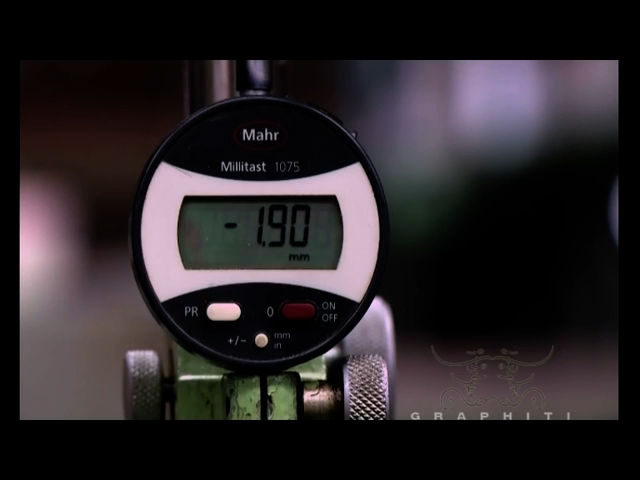 Mahr
Millitast 1075
-1.90
mm
PR
0
ON
OFF
+/-
mm
in
GRAPHITI